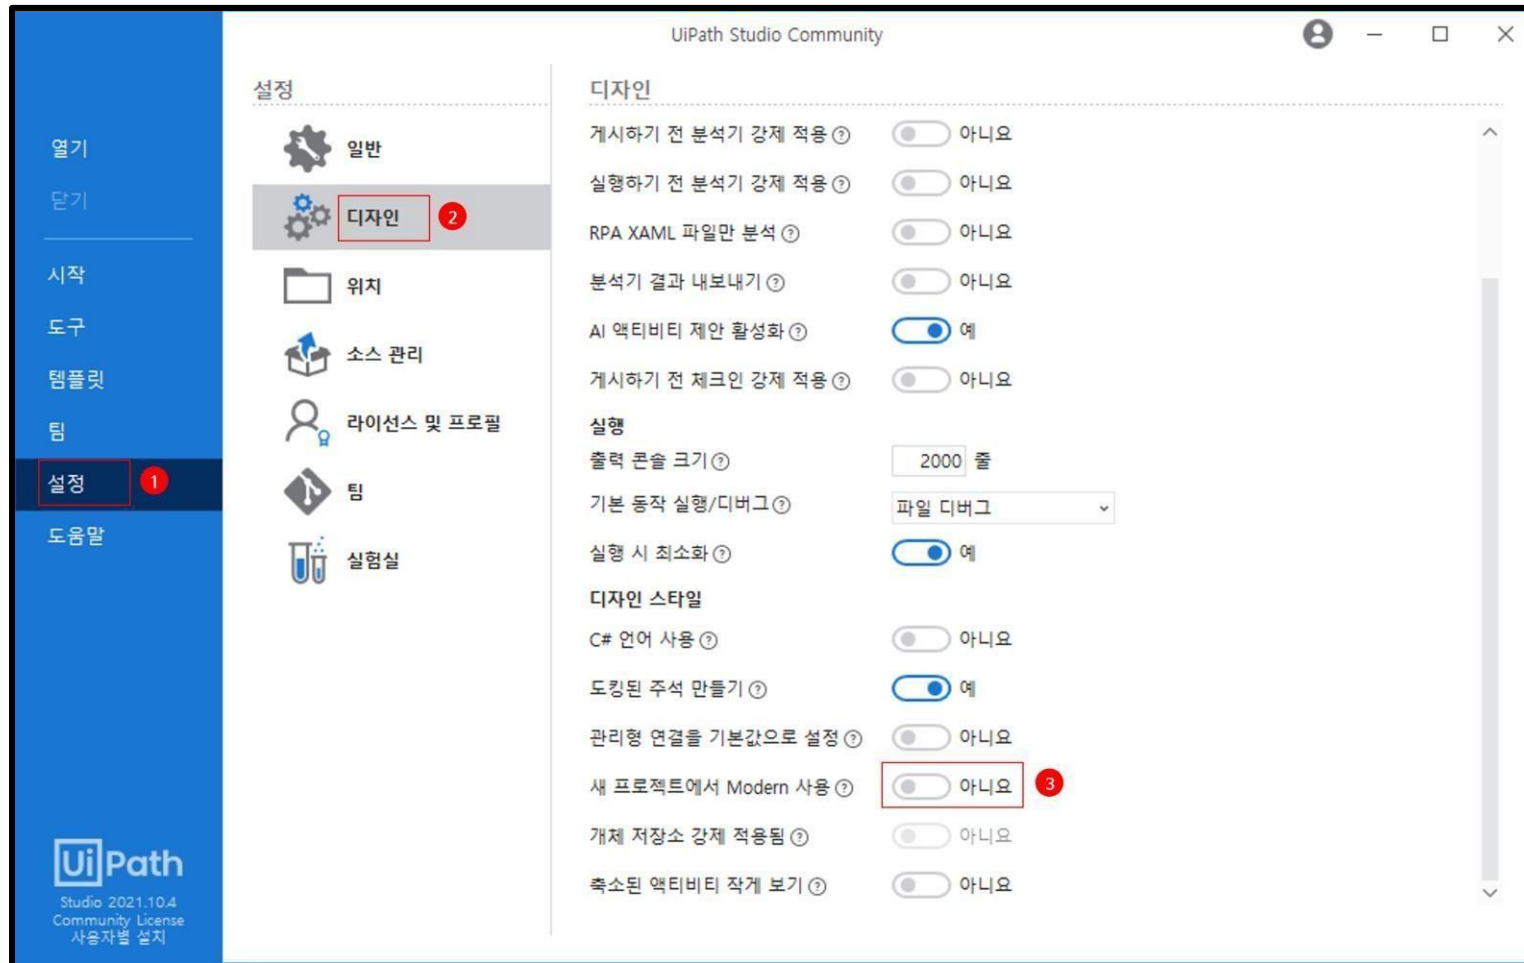 UiPath Studio Community
열기
닫기
시작
도구
템플릿
팀
설정 1
도움말
UiPath
Studio 2021.10.4
Community License
사용자별 설치
설정
일반
디자인 2
위치
소스 관리
라이선스 및 프로필
팀
실험실
디자인
게시하기 전 분석기 강제 적용 ? 아니요
실행하기 전 분석기 강제 적용 ? 아니요
RPA XAML 파일만 분석 ? 아니요
분석기 결과 내보내기 ? 아니요
AI 액티비티 제안 활성화 ? 예
게시하기 전 체크인 강제 적용 ? 아니요
실행
출력 콘솔 크기 ? 2000 줄
기본 동작 실행/디버그 ? 파일 디버그
실행 시 최소화 ? 예
디자인 스타일
C# 언어 사용 ? 아니요
도킹된 주석 만들기 ? 예
관리형 연결을 기본값으로 설정 ? 아니요
새 프로젝트에서 Modern 사용 ? 아니요 3
개체 저장소 강제 적용됨 ? 아니요
축소된 액티비티 작게 보기 ? 아니요